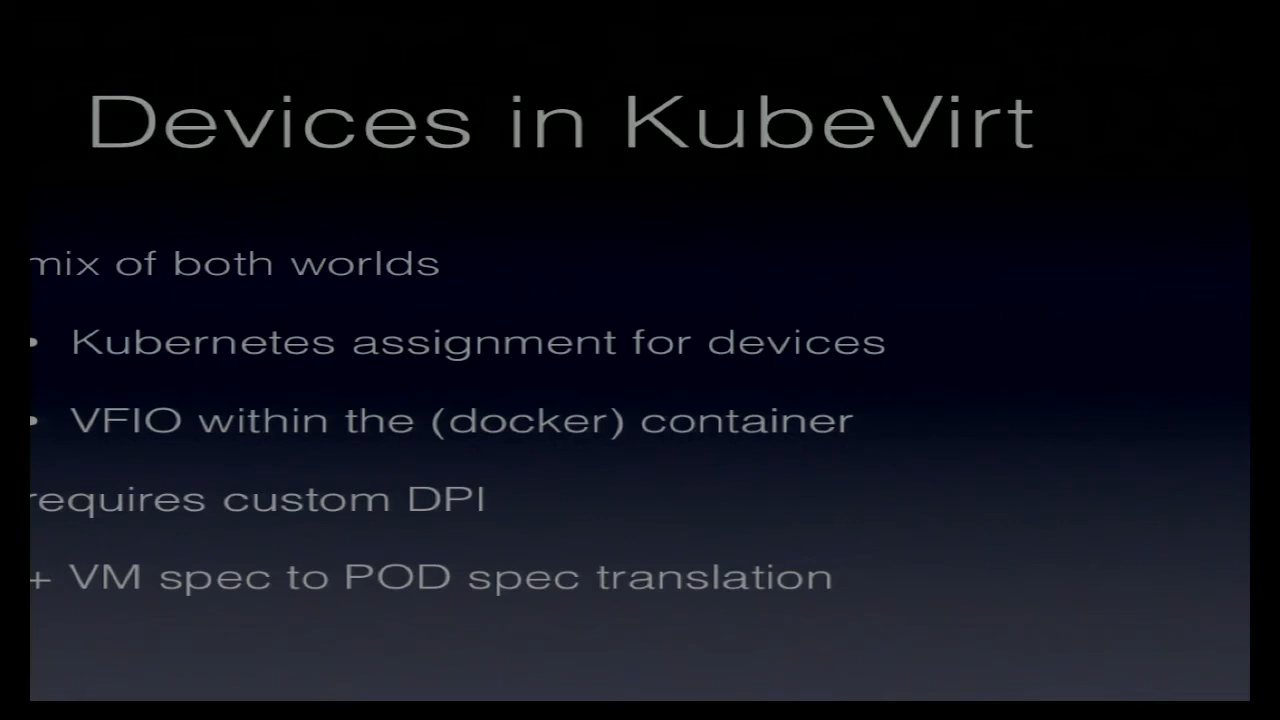 Devices in KubeVirt
mix of both worlds
• Kubernetes assignment for devices
• VFIO within the (docker) container
requires custom DPI
+ VM spec to POD spec translation